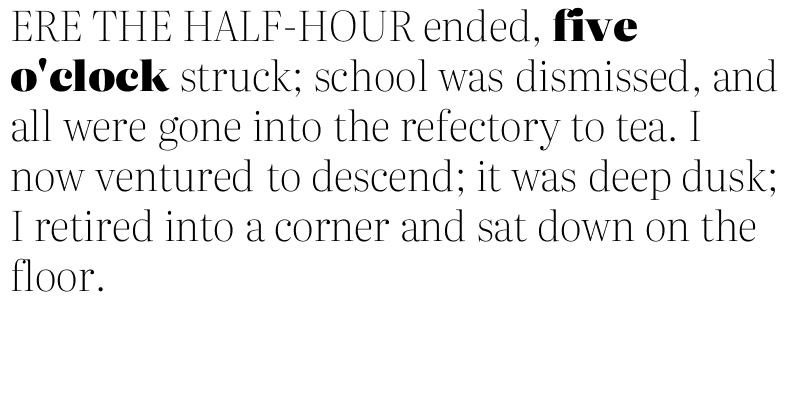 ERE THE HALF-HOUR ended, five
o'clock struck; school was dismissed, and
all were gone into the refectory to tea. I
now ventured to descend; it was deep dusk;
I retired into a corner and sat down on the
floor.